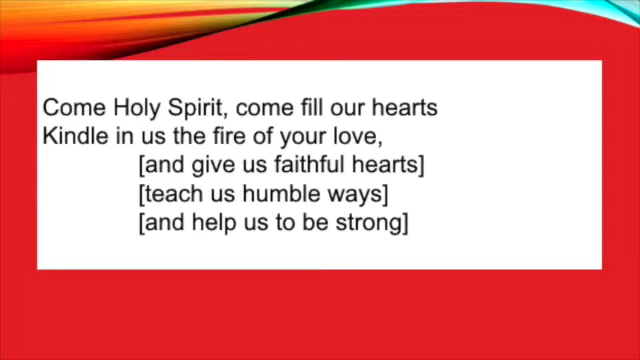 Come Holy Spirit, come fill our hearts
Kindle in us the fire of your love,
[and give us faithful hearts]
[teach us humble ways]
[and help us to be strong]